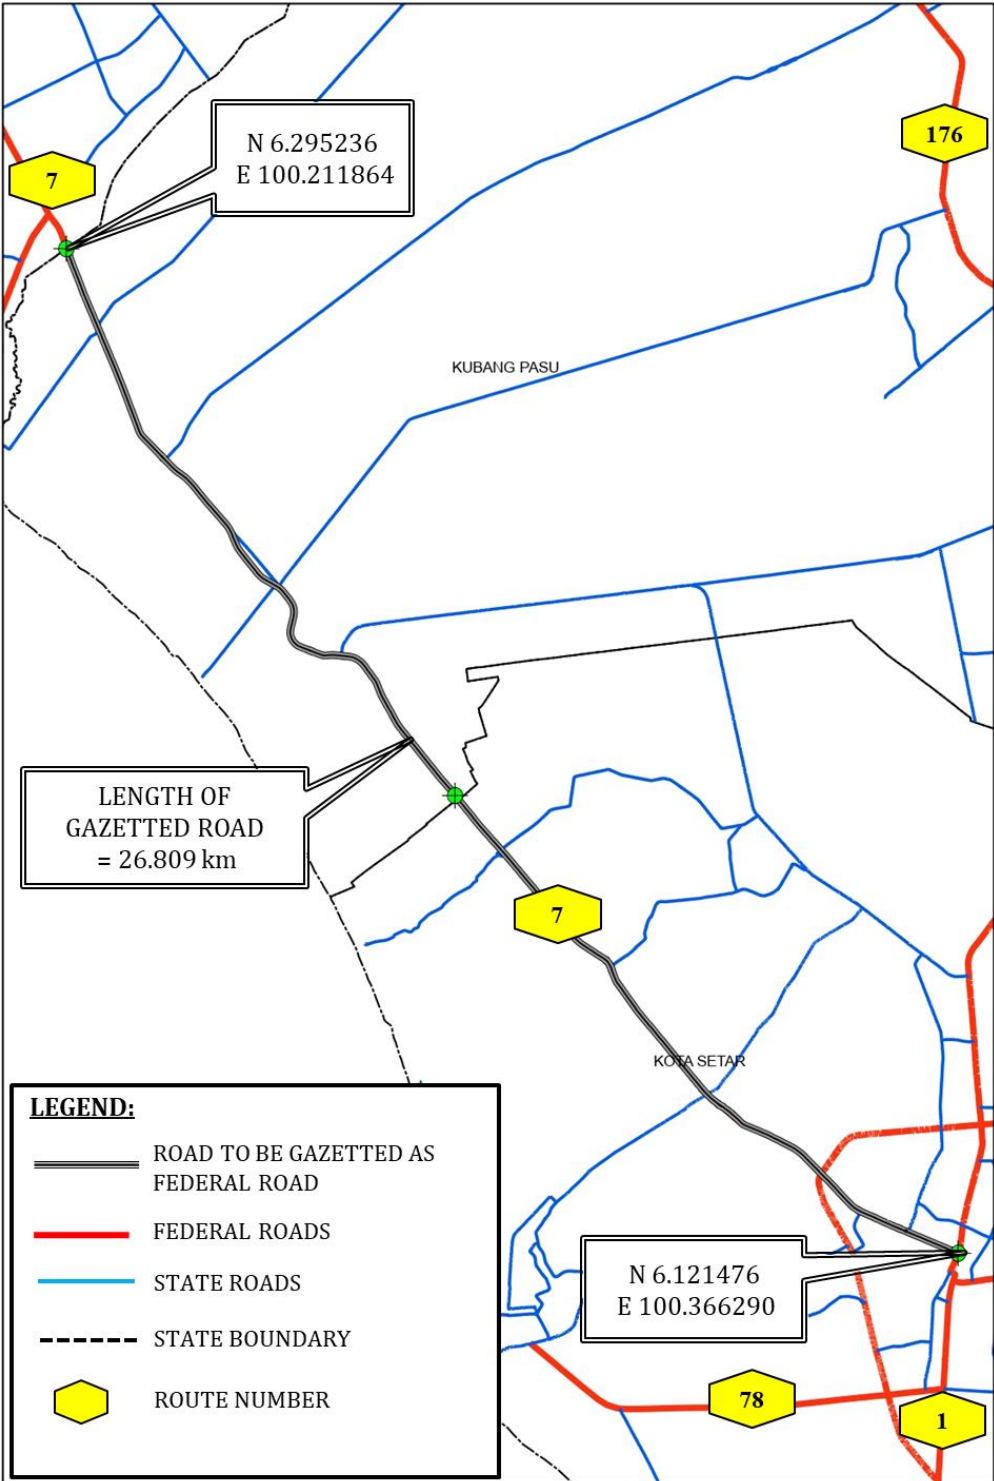 N 6.295236
E 100.211864
7
176
KUBANG PASU
LENGTH OF
GAZETTED ROAD
= 26.809 km
7
KOTA SETAR
N 6.121476
E 100.366290
78
1
LEGEND:
ROAD TO BE GAZETTED AS
FEDERAL ROAD
FEDERAL ROADS
STATE ROADS
STATE BOUNDARY
ROUTE NUMBER